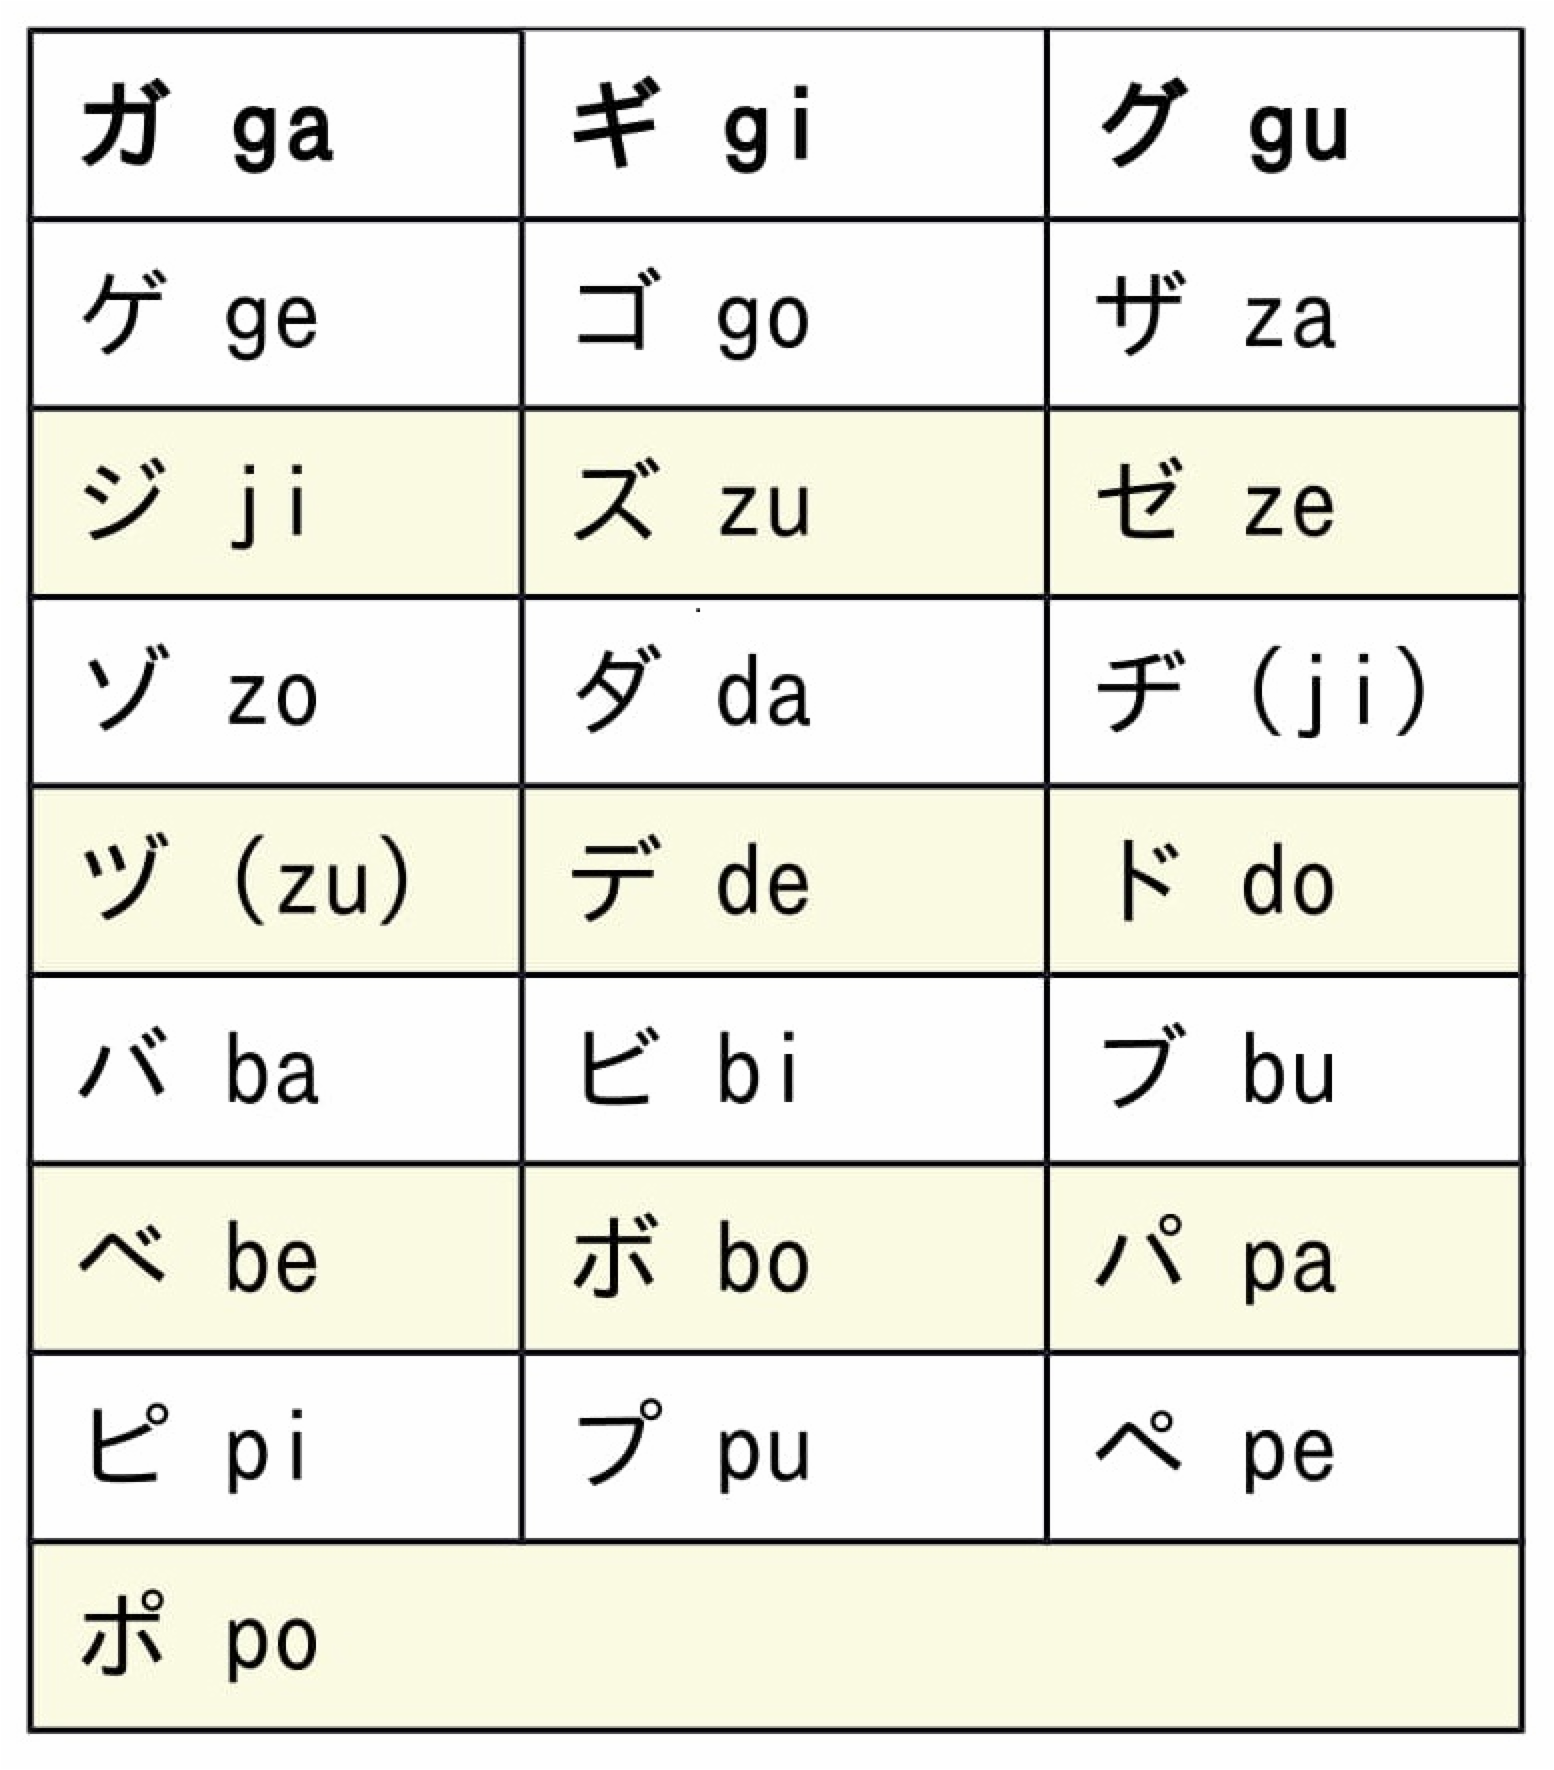 ガ ga ギ gi グ gu
ゲ ge ゴ go ザ za
ジ ji ズ zu ゼ ze
ゾ zo ダ da ヂ (ji)
ヅ (zu) デ de ド do
バ ba ビ bi ブ bu
ベ be ボ bo パ pa
ピ pi プ pu ペ pe
ポ po